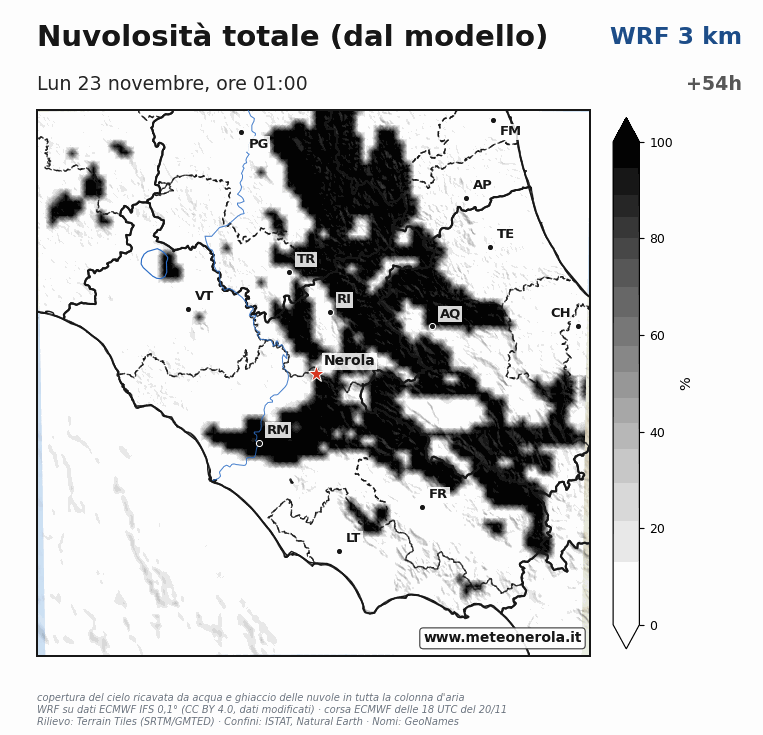 Nuvolosità totale (dal modello)
WRF 3 km
Lun 23 novembre, ore 01:00
+54h
PG
FM
AP
TE
TR
VT
RI
AQ
CH
Nerola
RM
FR
LT
100
80
60
40
20
0
%
www.meteonerola.it
copertura del cielo ricavata da acqua e ghiaccio delle nuvole in tutta la colonna d'aria
WRF su dati ECMWF IFS 0,1° (CC BY 4.0, dati modificati) · corsa ECMWF delle 18 UTC del 20/11
Rilievo: Terrain Tiles (SRTM/GMTED) · Confini: ISTAT, Natural Earth · Nomi: GeoNames